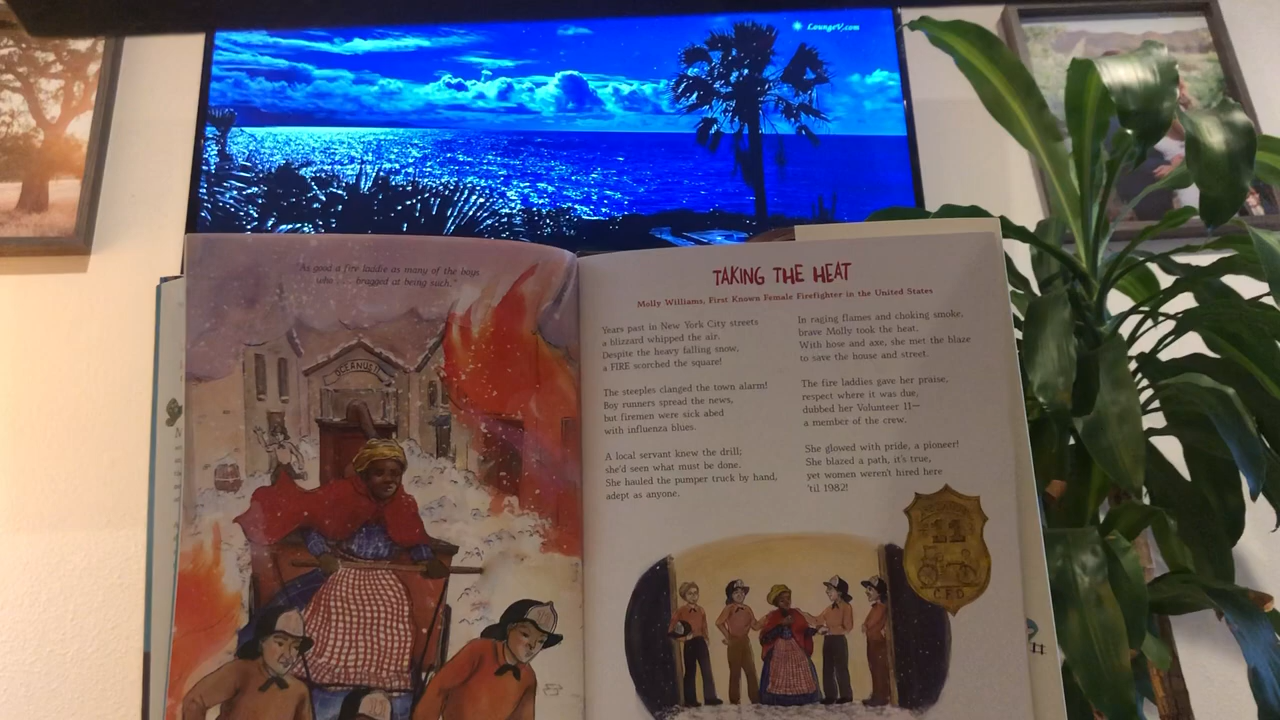 LoungeV.com
"As good a fire laddie as many of the boys
who . . . bragged at being such."
OCEANUS 11
TAKING THE HEAT
Molly Williams, First Known Female Firefighter in the United States
Years past in New York City streets
a blizzard whipped the air.
Despite the heavy falling snow,
a FIRE scorched the square!
The steeples clanged the town alarm!
Boy runners spread the news,
but firemen were sick abed
with influenza blues.
A local servant knew the drill;
she'd seen what must be done.
She hauled the pumper truck by hand,
adept as anyone.
In raging flames and choking smoke,
brave Molly took the heat.
With hose and axe, she met the blaze
to save the house and street.
The fire laddies gave her praise,
respect where it was due,
dubbed her Volunteer 11—
a member of the crew.
She glowed with pride, a pioneer!
She blazed a path, it's true,
yet women weren't hired here
'til 1982!
11